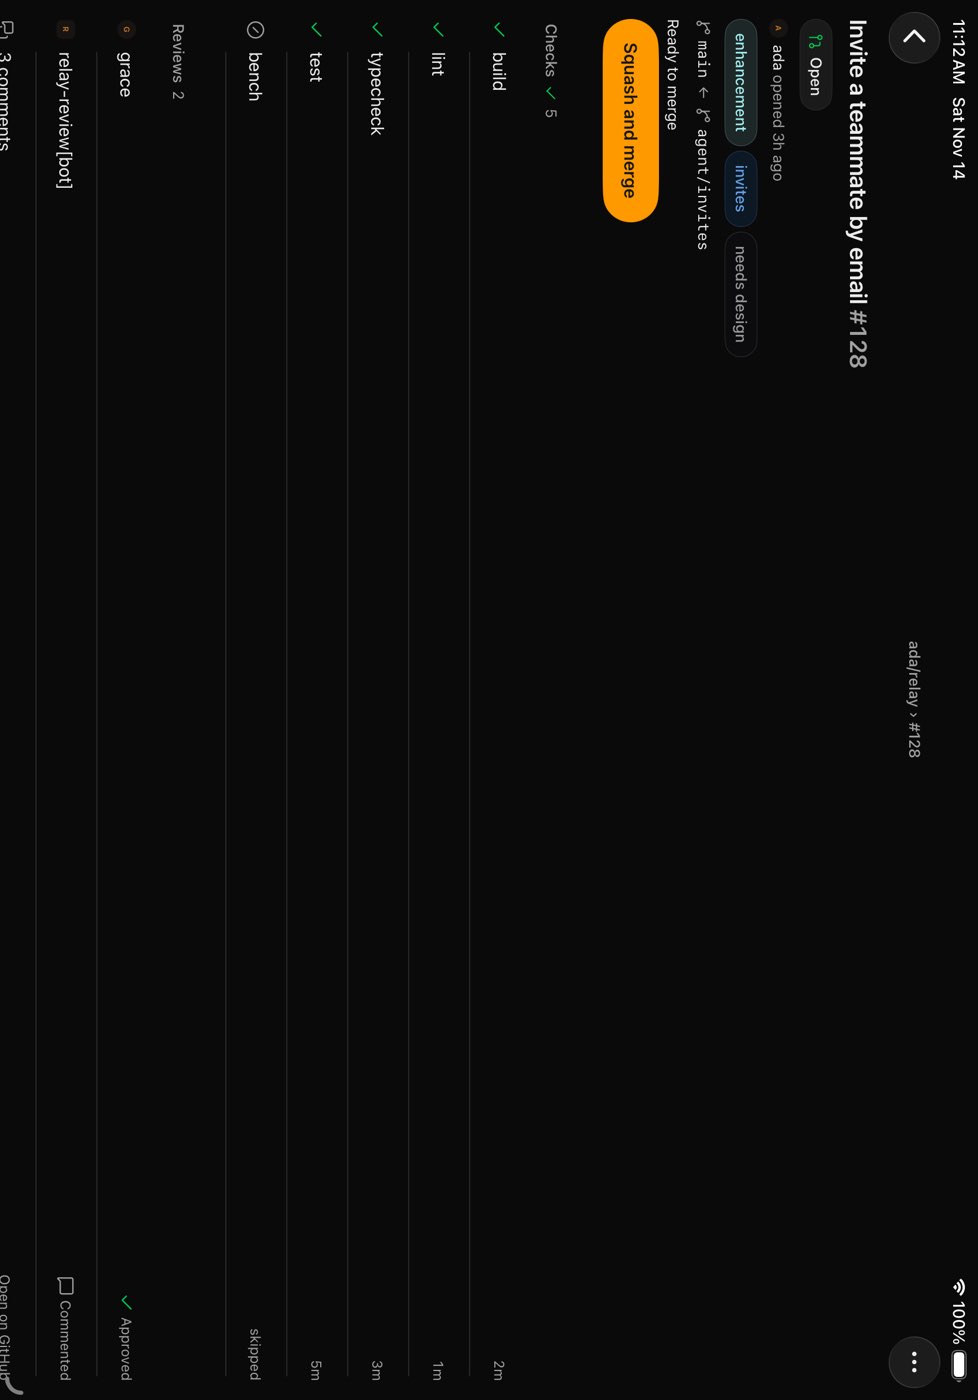 11:12 AM Sat Nov 14
100%
ada/relay › #128
Invite a teammate by email #128
Open
A ada opened 3h ago
enhancement invites needs design
main ← agent/invites
Ready to merge
Squash and merge
Checks 5
build 2m
lint 1m
typecheck 3m
test 5m
bench skipped
Reviews 2
G grace Approved
R relay-review[bot] Commented
3 comments Open on GitHub